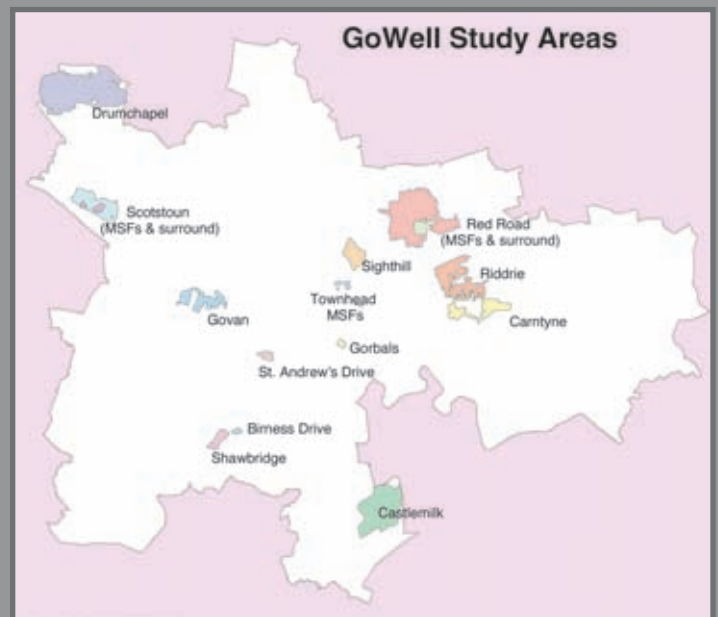 GoWell Study Areas
Drumchapel
Scotstoun
(MSFs & surround)
Red Road
(MSFs & surround)
Sighthill
Riddrie
Townhead
MSFs
Govan
Carntyne
Gorbals
St. Andrew's Drive
Birness Drive
Shawbridge
Castlemilk